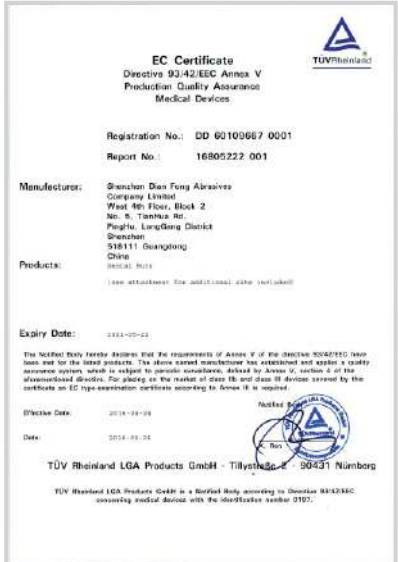 TÜVRheinland
EC Certificate
Directive 93/42/EEC Annex V
Production Quality Assurance
Medical Devices
Registration No.: DD 60109667 0001
Report No.: 16805222 001
Manufacturer: Shenzhen Dian Fong Abrasives
Company Limited
West 4th Floor, Block 2
No. 5, TianHua Rd.
PingHu, LongGang District
Shenzhen
518111 Guangdong
China
Products: Dental Burs
(see attachment for additional site included)
Expiry Date:
The Notified Body hereby declares that the requirements of Annex V of the directive 93/42/EEC have
been met for the listed products. The above named manufacturer has established and applies a quality
assurance system, which is subject to periodic surveillance, defined by Annex V, section 4 of the
aforementioned directive. For placing on the market of class IIb and class III devices covered by this
certificate an EC type-examination certificate according to Annex III is required.
Notified Body
Effective Date:
Date:
TÜV Rheinland LGA Products GmbH - Tillystraße 2 - 90431 Nürnberg
TÜV Rheinland LGA Products GmbH is a Notified Body according to Directive 93/42/EEC
concerning medical devices with the identification number 0197.